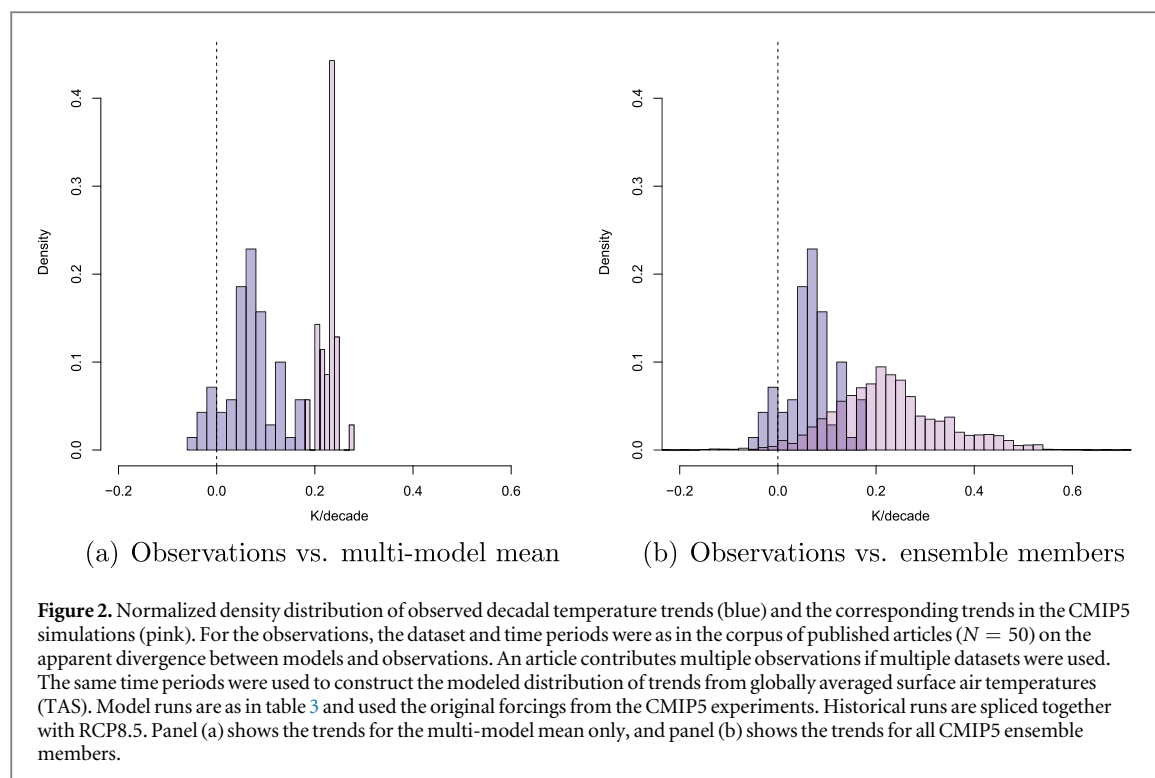 0.4
0.3
0.2
0.1
0.0
Density
−0.2 0.0 0.2 0.4 0.6
K/decade
(a) Observations vs. multi-model mean
0.4
0.3
0.2
0.1
0.0
Density
−0.2 0.0 0.2 0.4 0.6
K/decade
(b) Observations vs. ensemble members
Figure 2. Normalized density distribution of observed decadal temperature trends (blue) and the corresponding trends in the CMIP5
simulations (pink). For the observations, the dataset and time periods were as in the corpus of published articles (N = 50) on the
apparent divergence between models and observations. An article contributes multiple observations if multiple datasets were used.
The same time periods were used to construct the modeled distribution of trends from globally averaged surface air temperatures
(TAS). Model runs are as in table 3 and used the original forcings from the CMIP5 experiments. Historical runs are spliced together
with RCP8.5. Panel (a) shows the trends for the multi-model mean only, and panel (b) shows the trends for all CMIP5 ensemble
members.